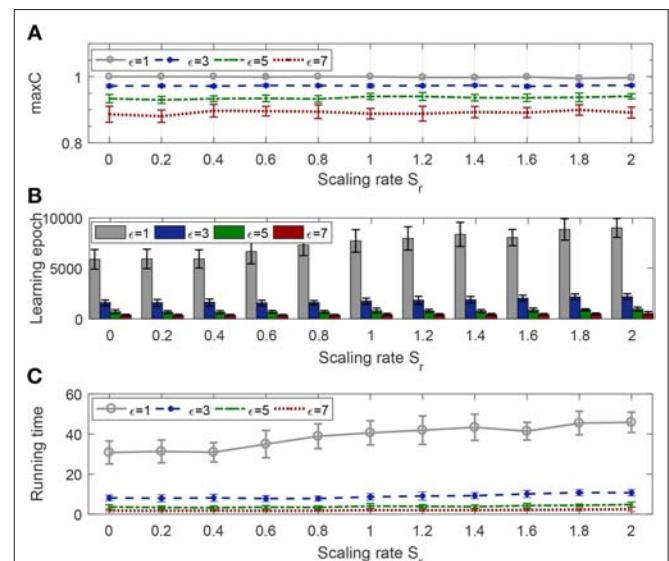 A
ϵ=1 ϵ=3 ϵ=5 ϵ=7
maxC
1
0.8
0 0.2 0.4 0.6 0.8 1 1.2 1.4 1.6 1.8 2
Scaling rate S_r
B
ϵ=1 ϵ=3 ϵ=5 ϵ=7
Learning epoch
10000
5000
0
0 0.2 0.4 0.6 0.8 1 1.2 1.4 1.6 1.8 2
Scaling rate S_r
C
ϵ=1 ϵ=3 ϵ=5 ϵ=7
Running time
60
40
20
0
0 0.2 0.4 0.6 0.8 1 1.2 1.4 1.6 1.8 2
Scaling rate S_r